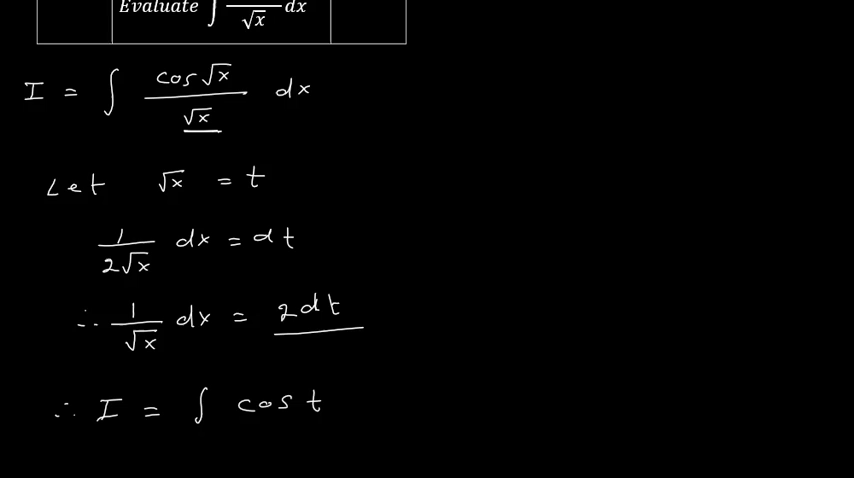 Evaluate ∫ ― / √x dx
I = ∫ cos√x / √x dx
Let √x = t
1 / 2√x dx = dt
∴ 1 / √x dx = 2dt
∴ I = ∫ cos t